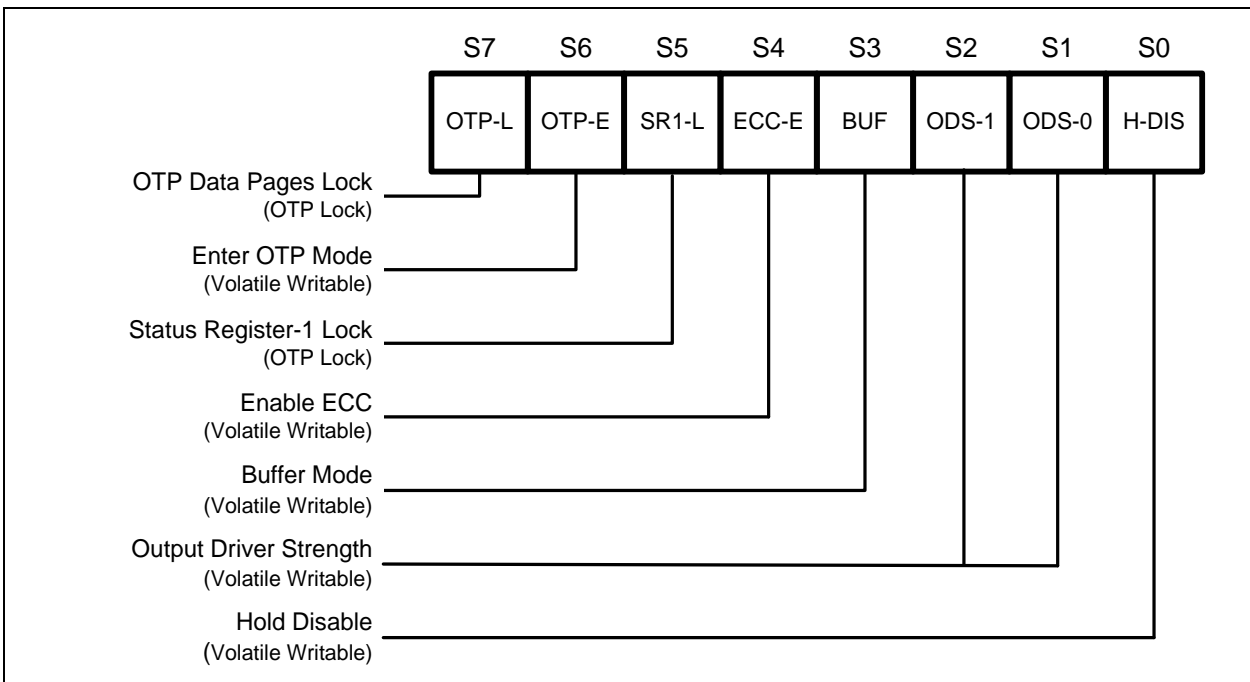 S7 S6 S5 S4 S3 S2 S1 S0
OTP-L OTP-E SR1-L ECC-E BUF ODS-1 ODS-0 H-DIS
OTP Data Pages Lock
(OTP Lock)
Enter OTP Mode
(Volatile Writable)
Status Register-1 Lock
(OTP Lock)
Enable ECC
(Volatile Writable)
Buffer Mode
(Volatile Writable)
Output Driver Strength
(Volatile Writable)
Hold Disable
(Volatile Writable)